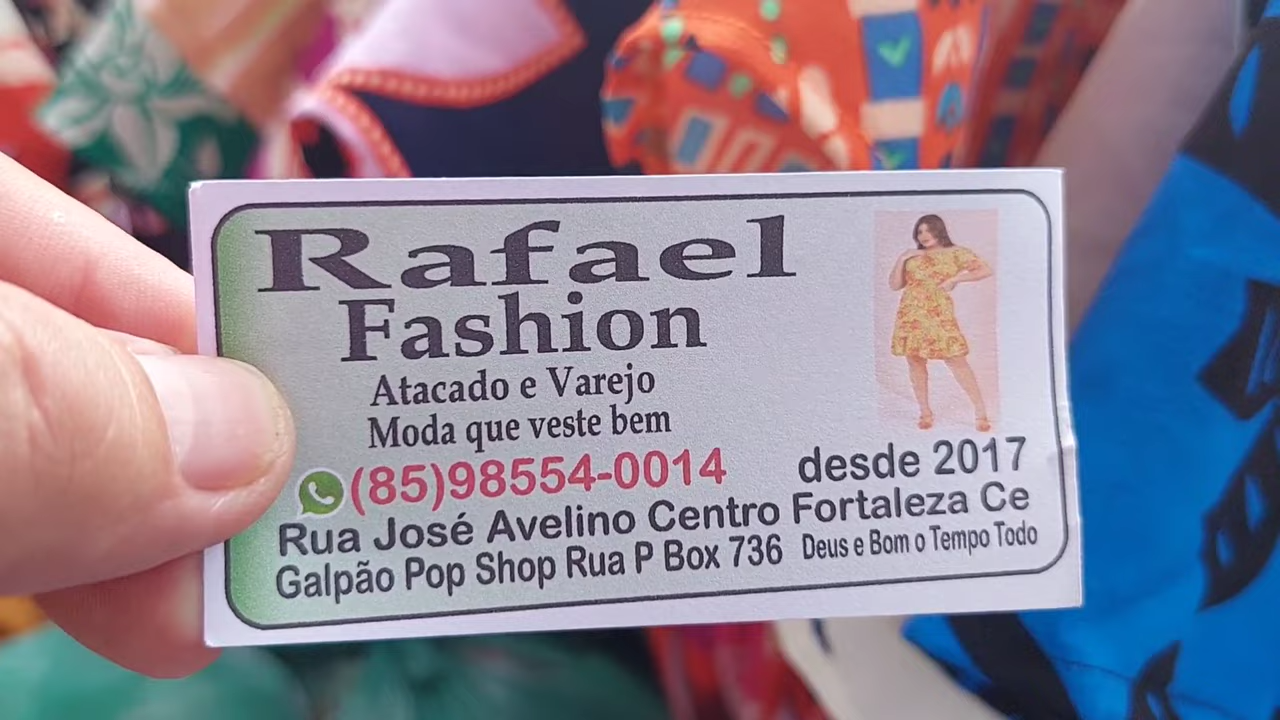 Rafael
Fashion
Atacado e Varejo
Moda que veste bem
(85)98554-0014
desde 2017
Rua José Avelino Centro Fortaleza Ce
Galpão Pop Shop Rua P Box 736
Deus e Bom o Tempo Todo